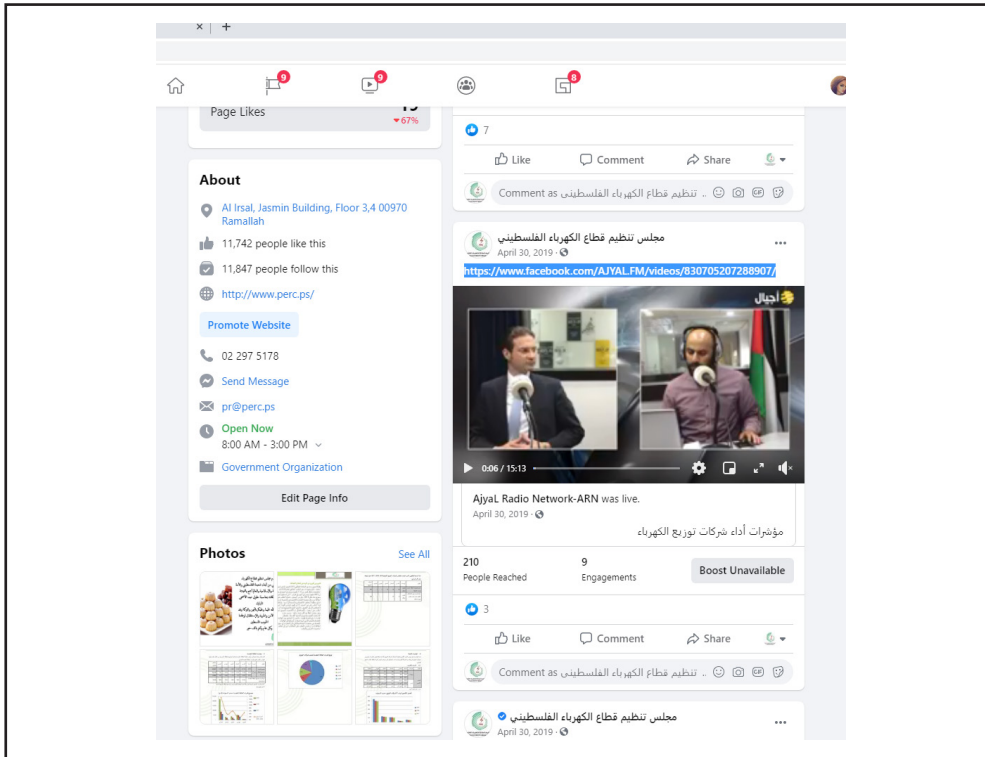 × +
9
9
8
Page Likes
67%
About
Al Irsal, Jasmin Building, Floor 3,4 00970
Ramallah
11,742 people like this
11,847 people follow this
http://www.perc.ps/
Promote Website
02 297 5178
Send Message
pr@perc.ps
Open Now
8:00 AM - 3:00 PM
Government Organization
Edit Page Info
Photos
See All
7
Like Comment Share
Comment as تنظيم قطاع الكهرباء الفلسطيني ..
مجلس تنظيم قطاع الكهرباء الفلسطيني
April 30, 2019
https://www.facebook.com/AJYAL.FM/videos/830705207288907/
أجيال
0:06 / 15:13
AjyaL Radio Network-ARN was live.
April 30, 2019
مؤشرات أداء شركات توزيع الكهرباء
210
People Reached
9
Engagements
Boost Unavailable
3
Like Comment Share
Comment as تنظيم قطاع الكهرباء الفلسطيني ..
مجلس تنظيم قطاع الكهرباء الفلسطيني
April 30, 2019